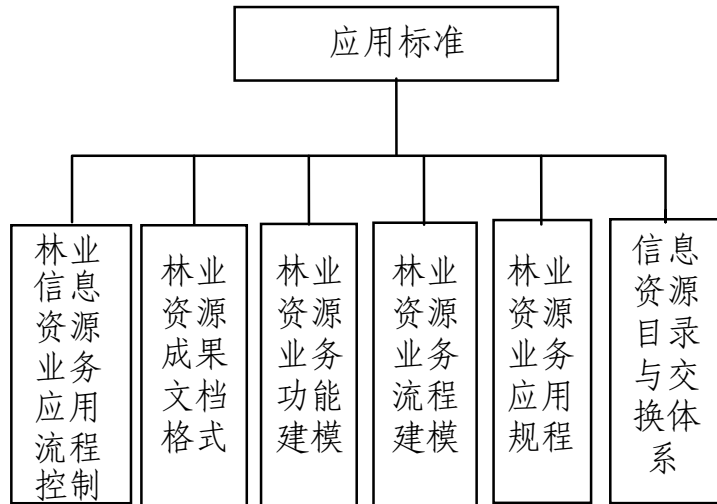 应用标准
林业
信息
资源
业务
应用
流程
控制
林业
资源
成果
文档
格式
林业
资源
业务
功能
建模
林业
资源
业务
流程
建模
林业
资源
业务
应用
规程
信息
资源
目录
与交
换体
系